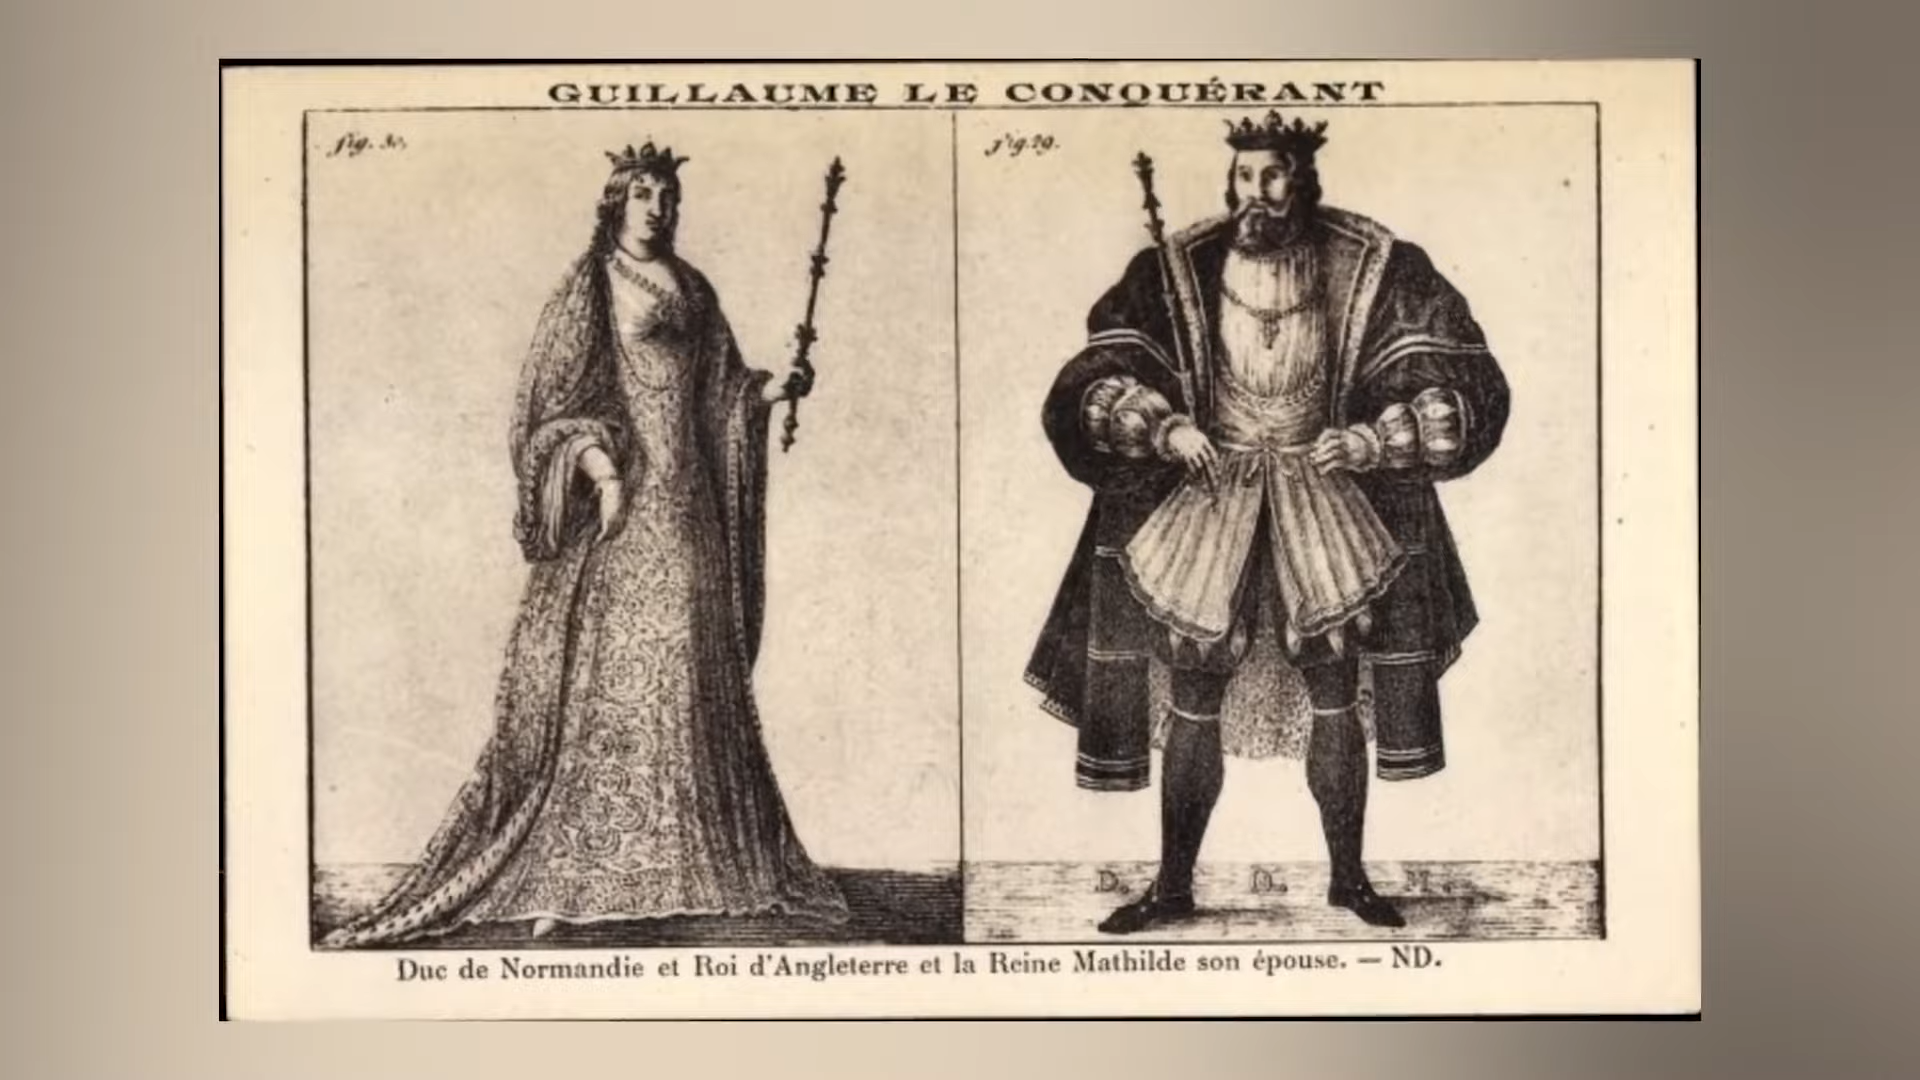 GUILLAUME LE CONQUÉRANT
fig. 30.
fig. 29.
D. D. M.
Duc de Normandie et Roi d'Angleterre et la Reine Mathilde son épouse. — ND.